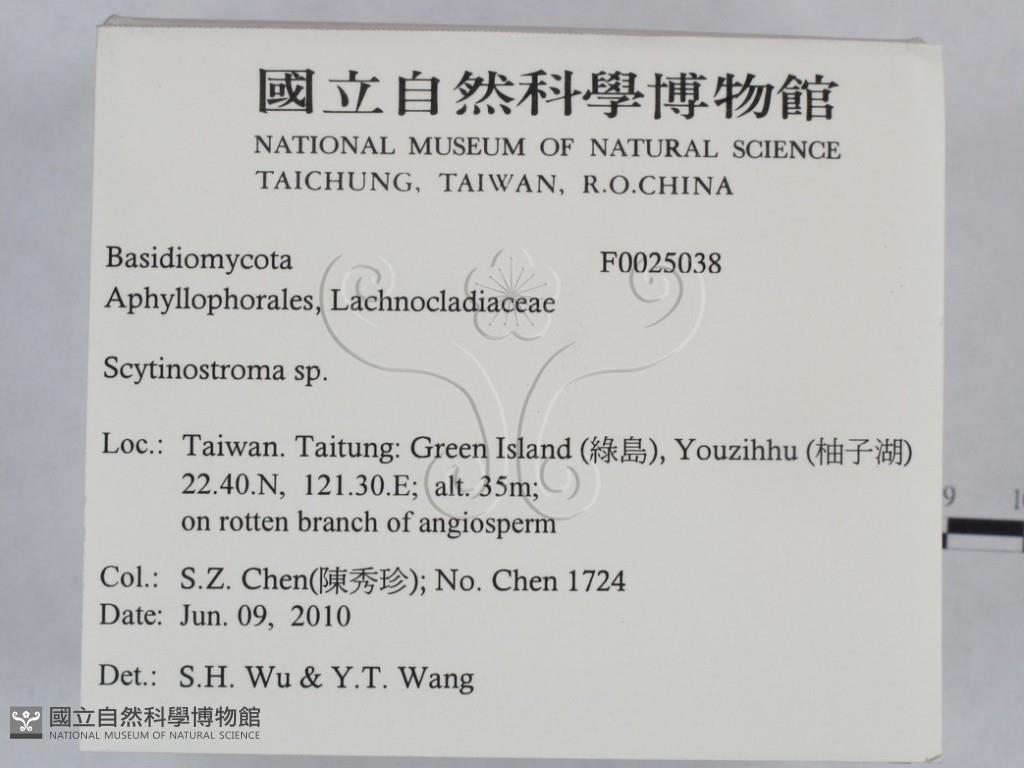 國立自然科學博物館
NATIONAL MUSEUM OF NATURAL SCIENCE
TAICHUNG, TAIWAN, R.O.CHINA
Basidiomycota F0025038
Aphyllophorales, Lachnocladiaceae
Scytinostroma sp.
Loc.: Taiwan. Taitung: Green Island (綠島), Youzihhu (柚子湖)
22.40.N, 121.30.E; alt. 35m;
on rotten branch of angiosperm
Col.: S.Z. Chen(陳秀珍); No. Chen 1724
Date: Jun. 09, 2010
Det.: S.H. Wu & Y.T. Wang
國立自然科學博物館
NATIONAL MUSEUM OF NATURAL SCIENCE
9